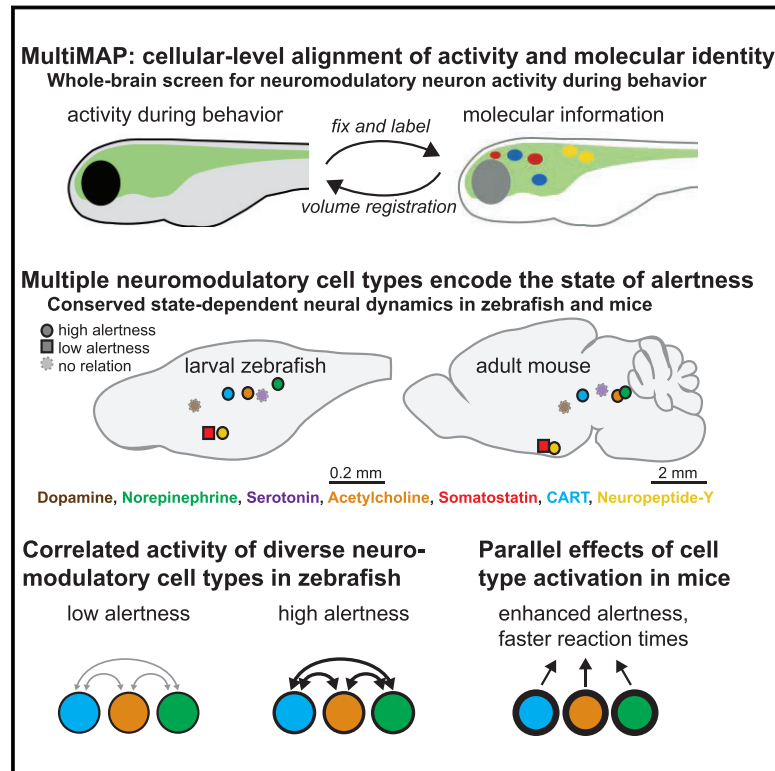 MultiMAP: cellular-level alignment of activity and molecular identity
Whole-brain screen for neuromodulatory neuron activity during behavior
activity during behavior
fix and label
molecular information
volume registration
Multiple neuromodulatory cell types encode the state of alertness
Conserved state-dependent neural dynamics in zebrafish and mice
high alertness
low alertness
no relation
larval zebrafish
adult mouse
0.2 mm
2 mm
Dopamine, Norepinephrine, Serotonin, Acetylcholine, Somatostatin, CART, Neuropeptide-Y
Correlated activity of diverse neuro-
modulatory cell types in zebrafish
low alertness
high alertness
Parallel effects of cell
type activation in mice
enhanced alertness,
faster reaction times